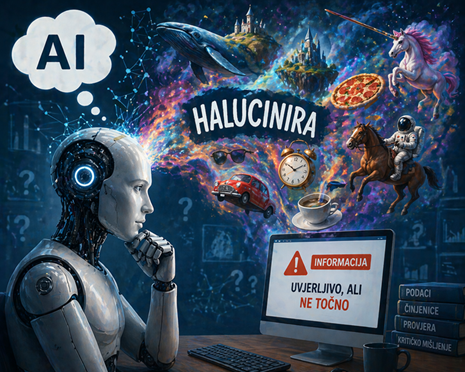 AI
HALUCINIRA
INFORMACIJA
UVJERLJIVO, ALI
NE TOČNO
PODACI
ČINJENICE
PROVJERA
KRITIČKO MIŠLJENJE